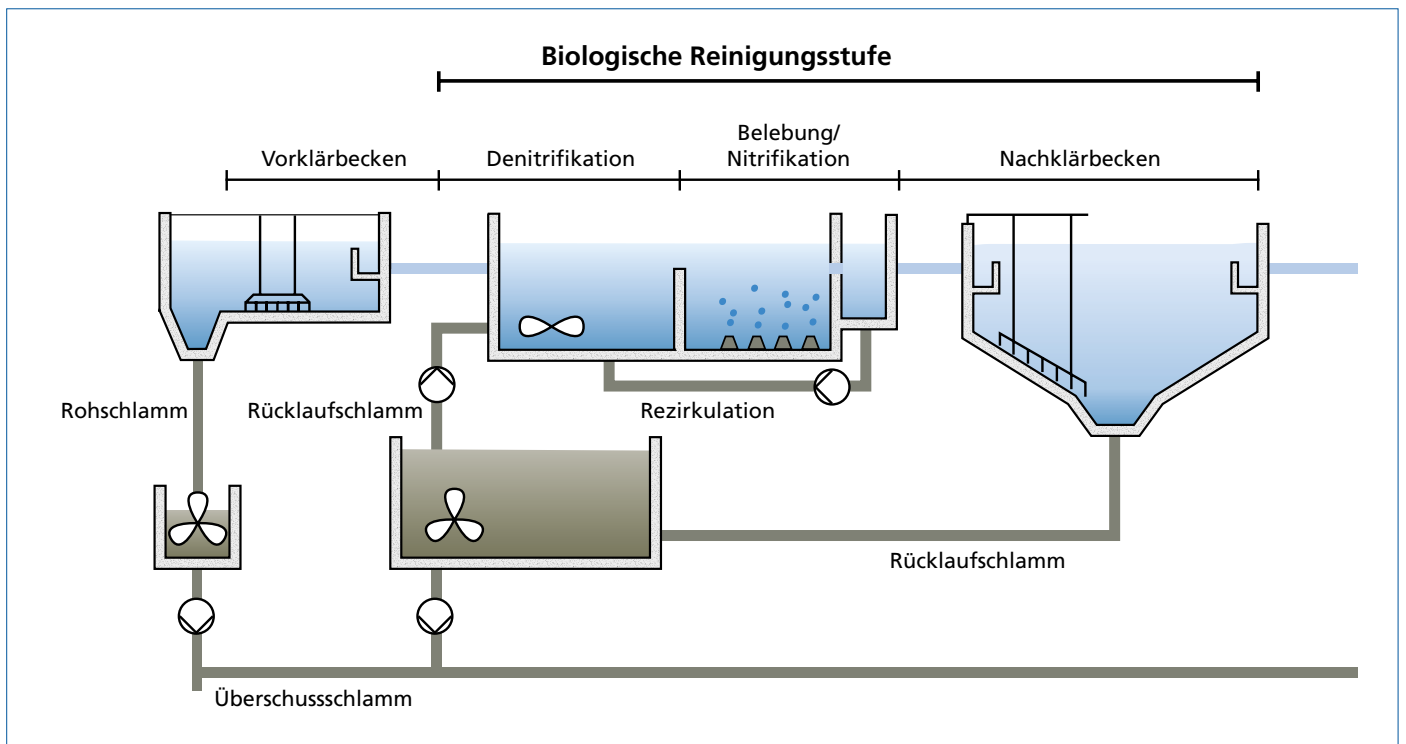 Biologische Reinigungsstufe
Vorklärbecken
Denitrifikation
Belebung/
Nitrifikation
Nachklärbecken
Rohschlamm
Rücklaufschlamm
Rezirkulation
Rücklaufschlamm
Überschussschlamm